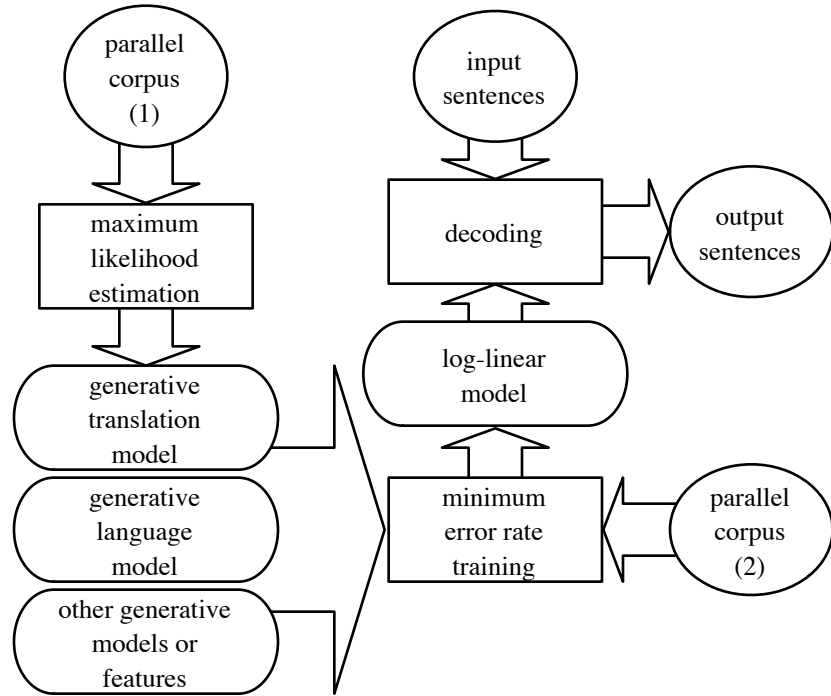 parallel
corpus
(1)
maximum
likelihood
estimation
generative
translation
model
generative
language
model
other generative
models or
features
input
sentences
decoding
output
sentences
log-linear
model
minimum
error rate
training
parallel
corpus
(2)